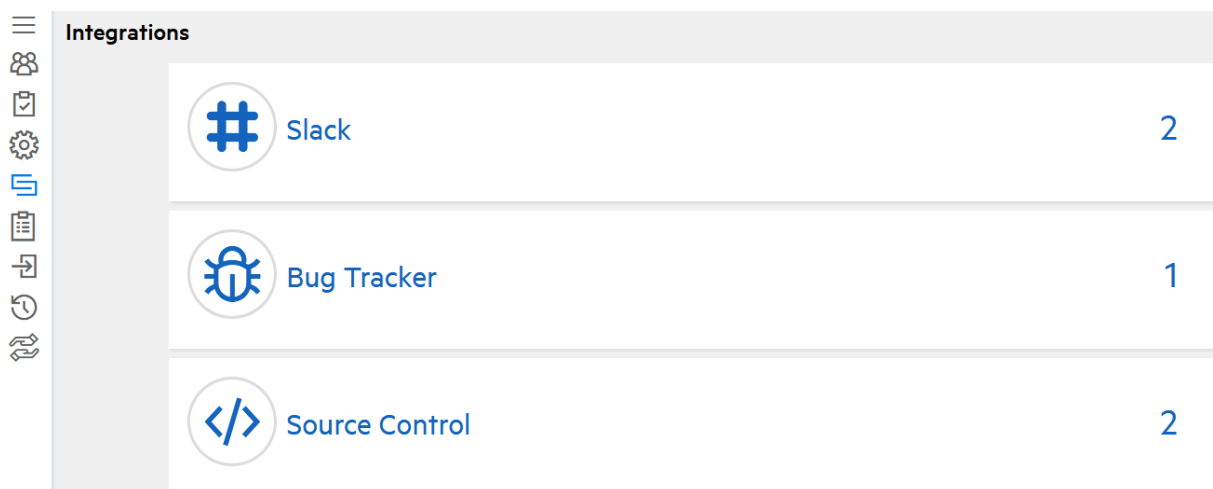 Integrations
Slack 2
Bug Tracker 1
Source Control 2